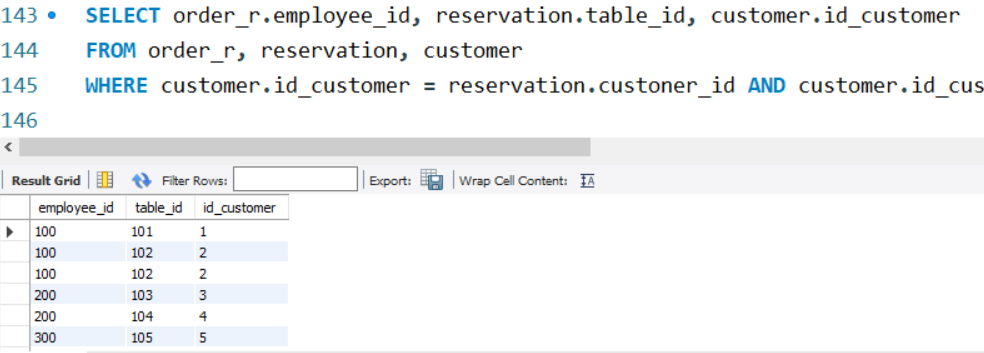 143 SELECT order_r.employee_id, reservation.table_id, customer.id_customer
144 FROM order_r, reservation, customer
145 WHERE customer.id_customer = reservation.custoner_id AND customer.id_cus
146
Result Grid Filter Rows: Export: Wrap Cell Content:
employee_id table_id id_customer
100 101 1
100 102 2
100 102 2
200 103 3
200 104 4
300 105 5